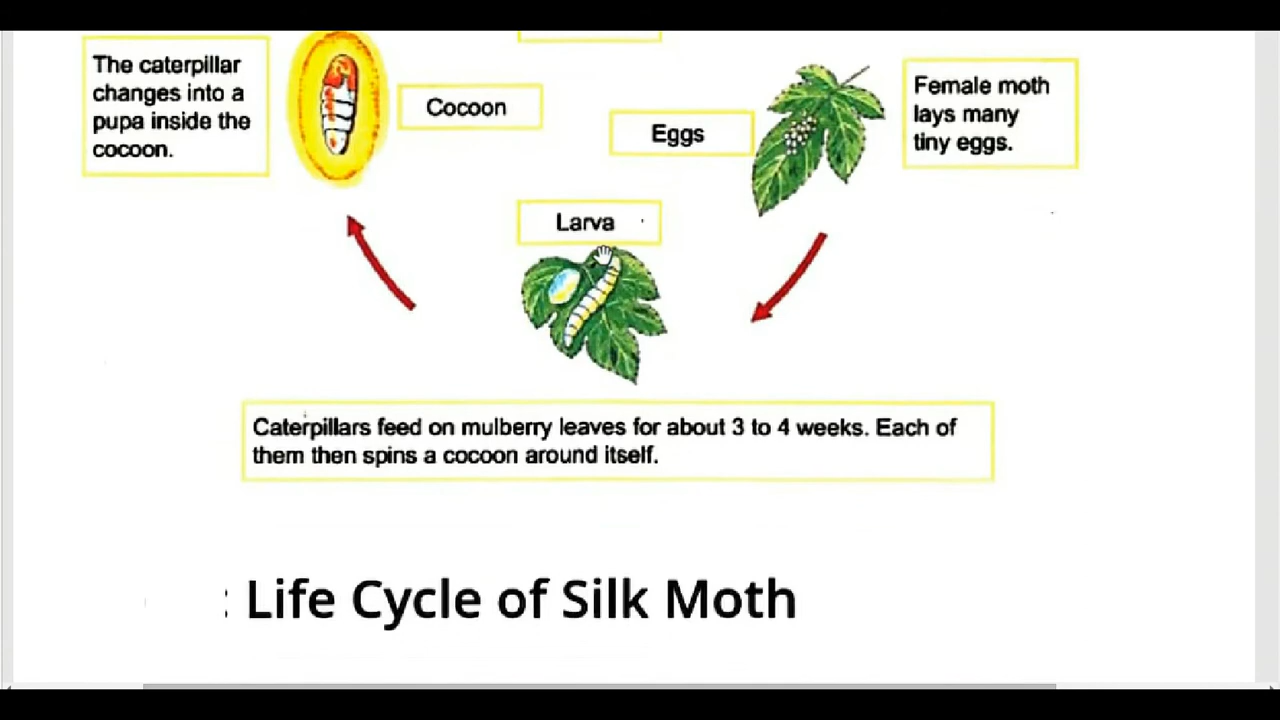 The caterpillar
changes into a
pupa inside the
cocoon.
Cocoon
Eggs
Female moth
lays many
tiny eggs.
Larva
Caterpillars feed on mulberry leaves for about 3 to 4 weeks. Each of
them then spins a cocoon around itself.
: Life Cycle of Silk Moth